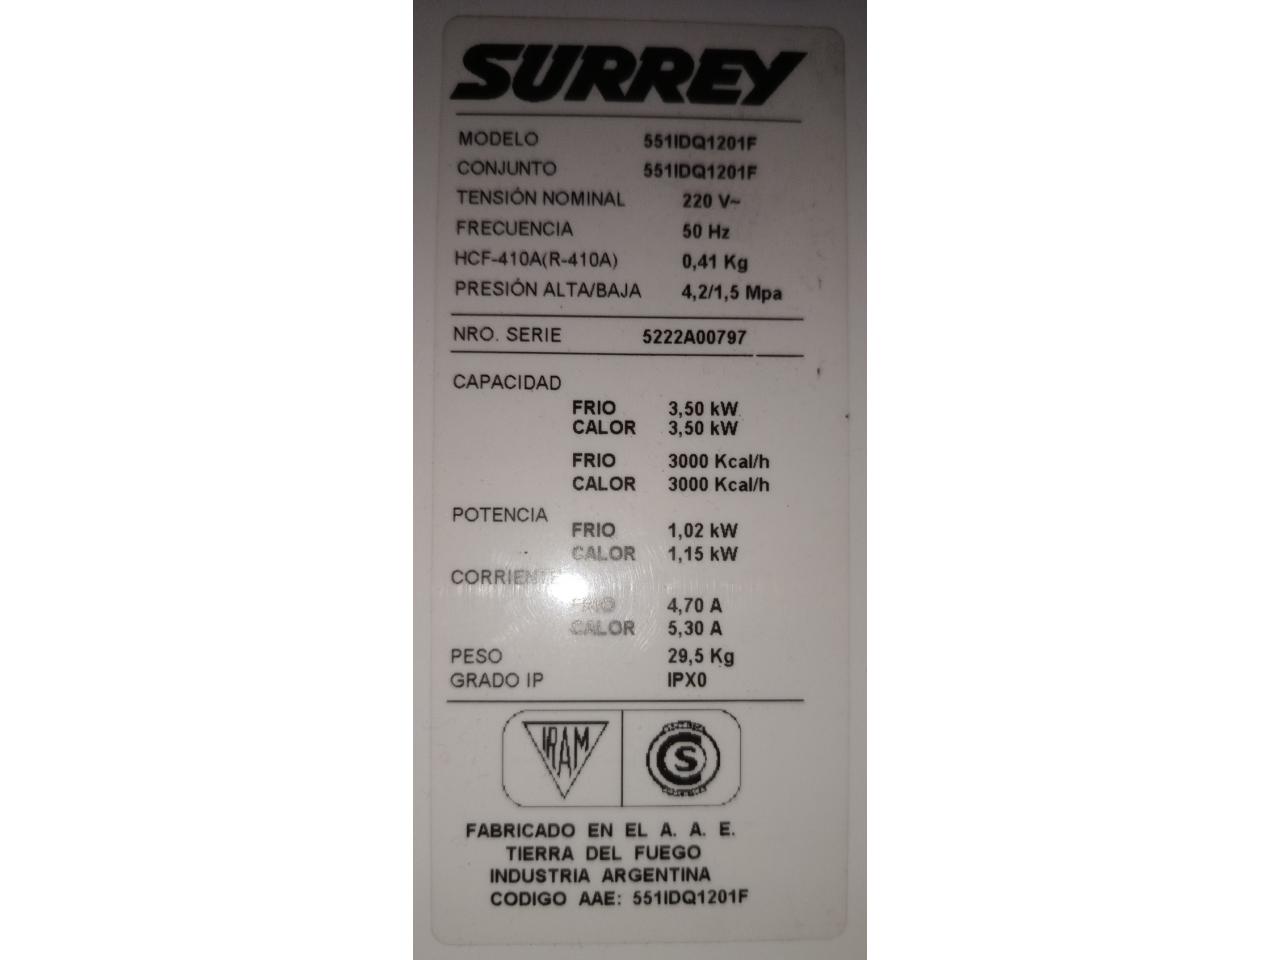 SURREY
MODELO 551IDQ1201F
CONJUNTO 551IDQ1201F
TENSIÓN NOMINAL 220 V~
FRECUENCIA 50 Hz
HCF-410A(R-410A) 0,41 Kg
PRESIÓN ALTA/BAJA 4,2/1,5 Mpa
NRO. SERIE 5222A00797
CAPACIDAD
FRIO 3,50 kW
CALOR 3,50 kW
FRIO 3000 Kcal/h
CALOR 3000 Kcal/h
POTENCIA
FRIO 1,02 kW
CALOR 1,15 kW
CORRIENTE
FRIO 4,70 A
CALOR 5,30 A
PESO 29,5 Kg
GRADO IP IPX0
IRAM
S
FABRICADO EN EL A. A. E.
TIERRA DEL FUEGO
INDUSTRIA ARGENTINA
CODIGO AAE: 551IDQ1201F